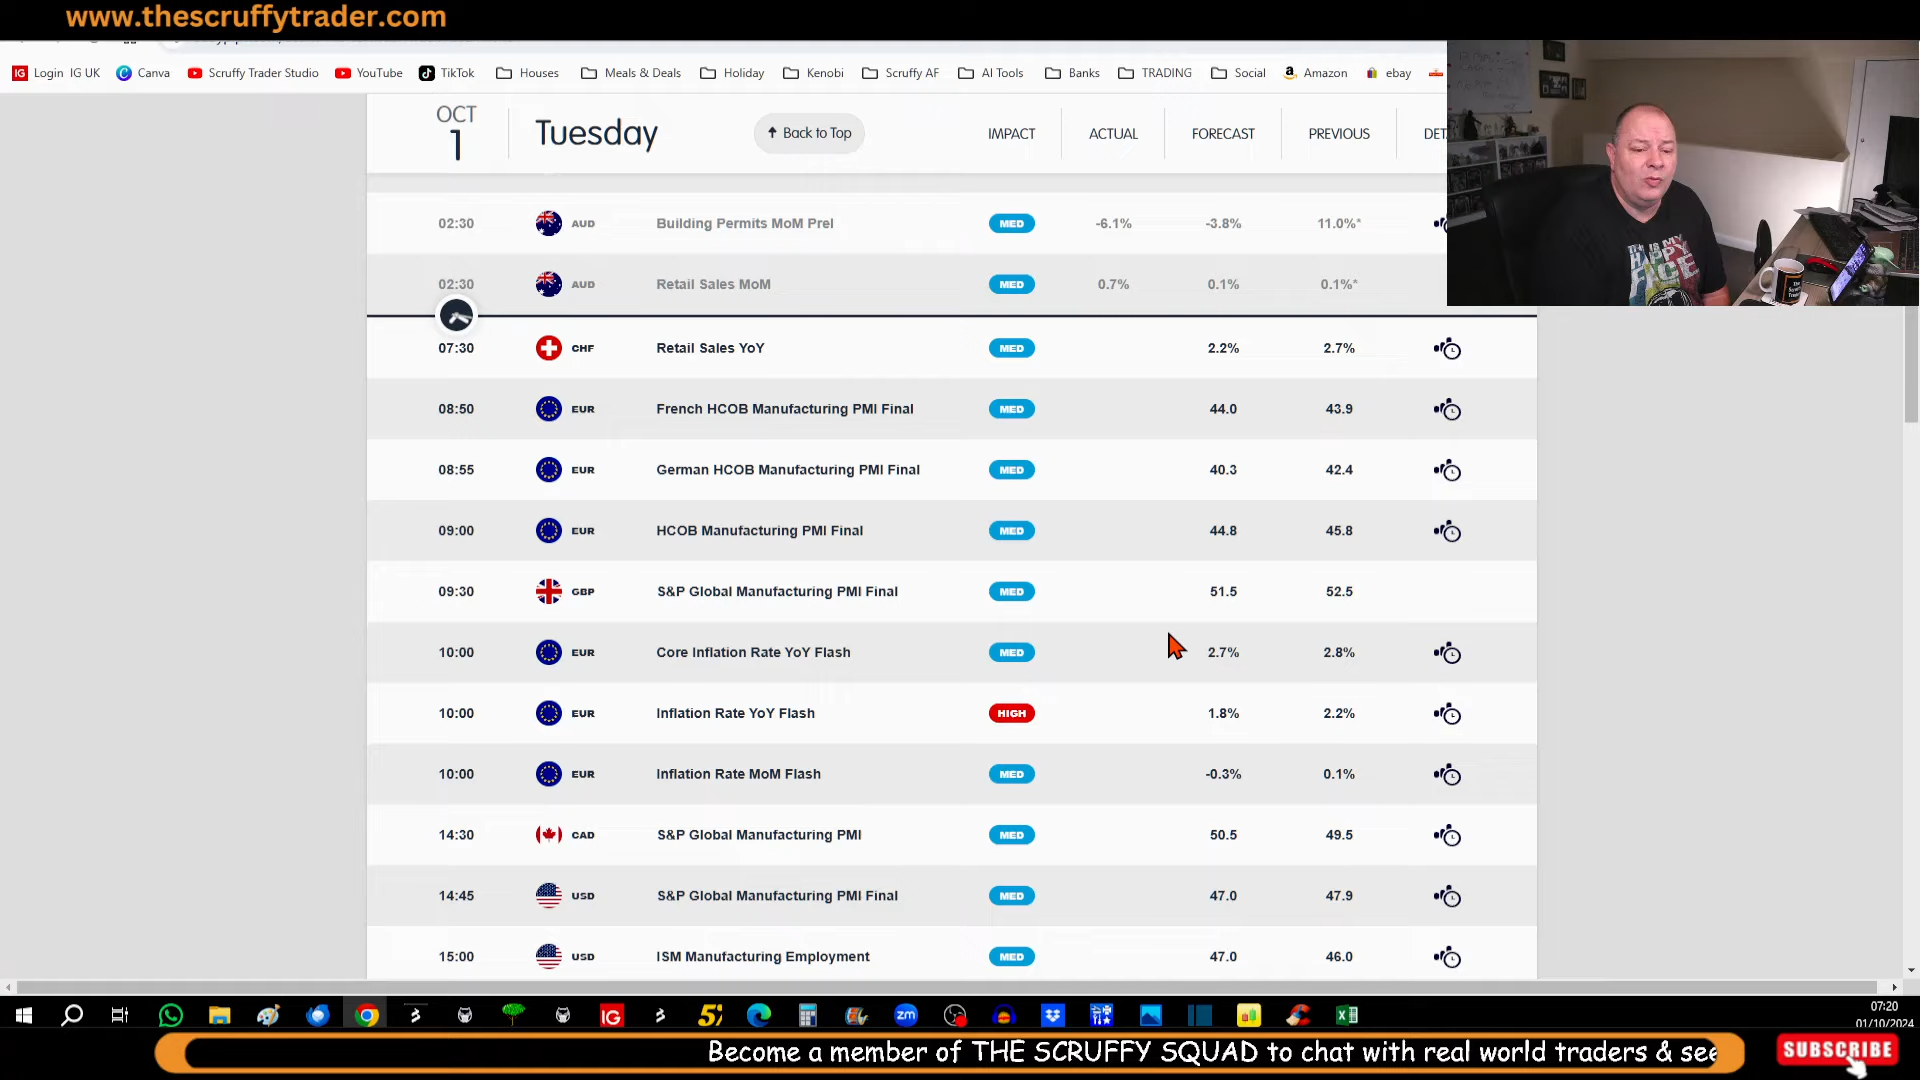 www.thescruffytrader.com
IG Login IG UK Canva Scruffy Trader Studio YouTube TikTok Houses Meals & Deals Holiday Kenobi Scruffy AF AI Tools Banks TRADING Social Amazon ebay
OCT 1 Tuesday Back to Top IMPACT ACTUAL FORECAST PREVIOUS DET
02:30 AUD Building Permits MoM Prel MED -6.1% -3.8% 11.0%*
02:30 AUD Retail Sales MoM MED 0.7% 0.1% 0.1%*
07:30 CHF Retail Sales YoY MED 2.2% 2.7%
08:50 EUR French HCOB Manufacturing PMI Final MED 44.0 43.9
08:55 EUR German HCOB Manufacturing PMI Final MED 40.3 42.4
09:00 EUR HCOB Manufacturing PMI Final MED 44.8 45.8
09:30 GBP S&P Global Manufacturing PMI Final MED 51.5 52.5
10:00 EUR Core Inflation Rate YoY Flash MED 2.7% 2.8%
10:00 EUR Inflation Rate YoY Flash HIGH 1.8% 2.2%
10:00 EUR Inflation Rate MoM Flash MED -0.3% 0.1%
14:30 CAD S&P Global Manufacturing PMI MED 50.5 49.5
14:45 USD S&P Global Manufacturing PMI Final MED 47.0 47.9
15:00 USD ISM Manufacturing Employment MED 47.0 46.0
IG zm 07:20
01/10/2024
Become a member of THE SCRUFFY SQUAD to chat with real world traders & see SUBSCRIBE